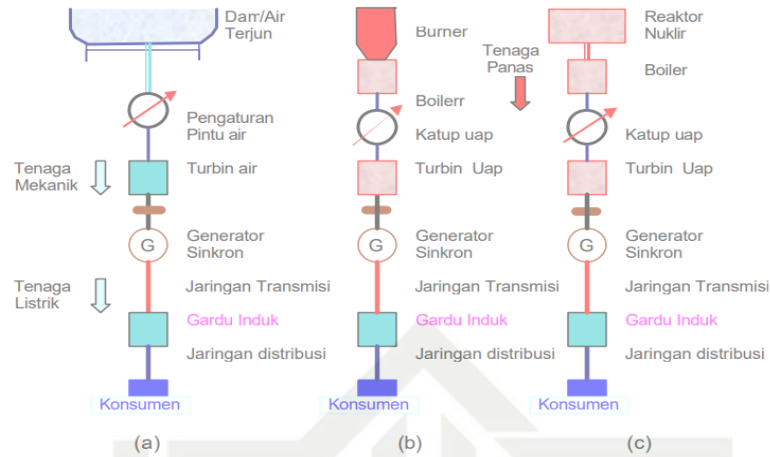 Dam/Air
Terjun
Pengaturan
Pintu air
Tenaga
Mekanik
Turbin air
G
Generator
Sinkron
Tenaga
Listrik
Jaringan Transmisi
Gardu Induk
Jaringan distribusi
Konsumen
(a)
Burner
Tenaga
Panas
Boilerr
Katup uap
Turbin Uap
G
Generator
Sinkron
Jaringan Transmisi
Gardu Induk
Jaringan distribusi
Konsumen
(b)
Reaktor
Nuklir
Boiler
Katup uap
Turbin Uap
G
Generator
Sinkron
Jaringan Transmisi
Gardu Induk
Jaringan distribusi
Konsumen
(c)